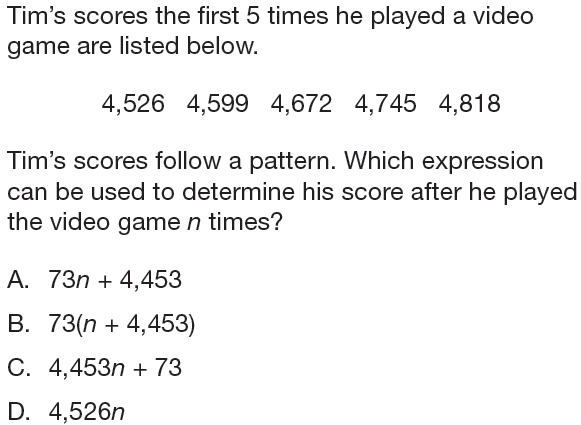 Tim’s scores the first 5 times he played a video
game are listed below.
4,526 4,599 4,672 4,745 4,818
Tim’s scores follow a pattern. Which expression
can be used to determine his score after he played
the video game n times?
A. 73n + 4,453
B. 73(n + 4,453)
C. 4,453n + 73
D. 4,526n